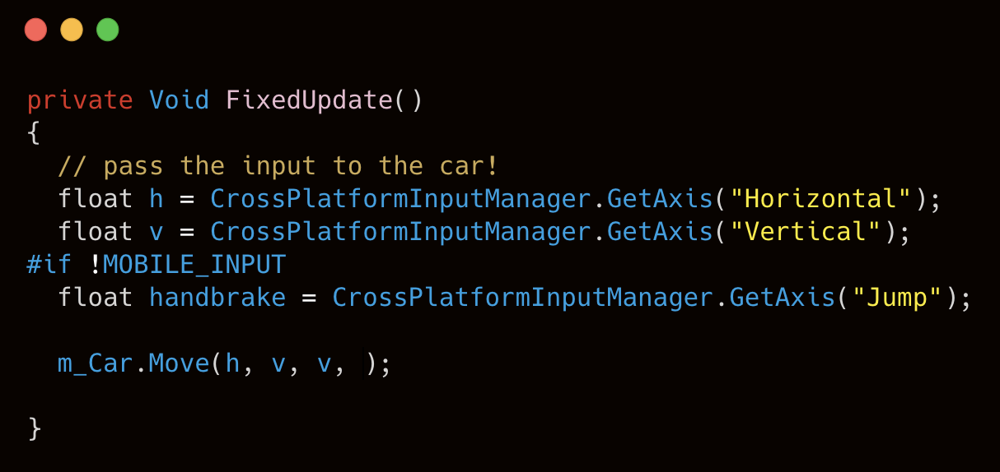 private Void FixedUpdate()
{
  // pass the input to the car!
  float h = CrossPlatformInputManager.GetAxis("Horizontal");
  float v = CrossPlatformInputManager.GetAxis("Vertical");
#if !MOBILE_INPUT
  float handbrake = CrossPlatformInputManager.GetAxis("Jump");
  m_Car.Move(h, v, v, );
}